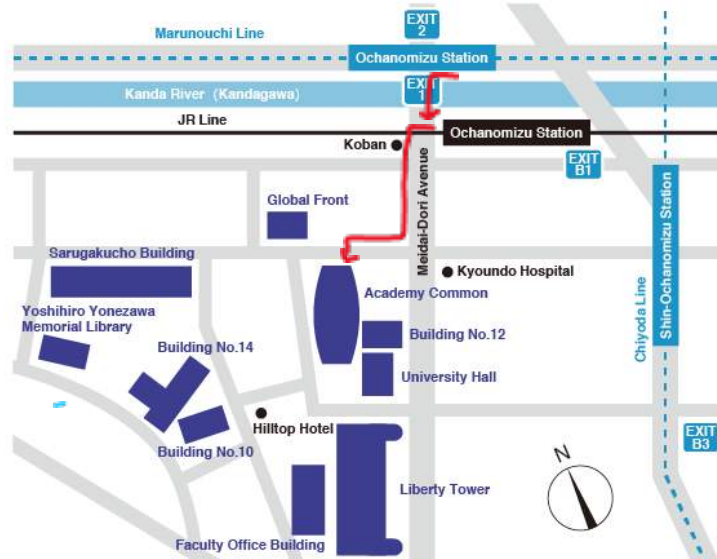 EXIT
2
Marunouchi Line
Ochanomizu Station
EXIT
1
Kanda River (Kandagawa)
JR Line
Ochanomizu Station
Koban
EXIT
B1
Meidai-Dori Avenue
Global Front
Shin-Ochanomizu Station
Sarugakucho Building
Kyoundo Hospital
Academy Common
Chiyoda Line
Yoshihiro Yonezawa
Memorial Library
Building No.12
Building No.14
University Hall
Hilltop Hotel
EXIT
B3
Building No.10
N
Liberty Tower
Faculty Office Building